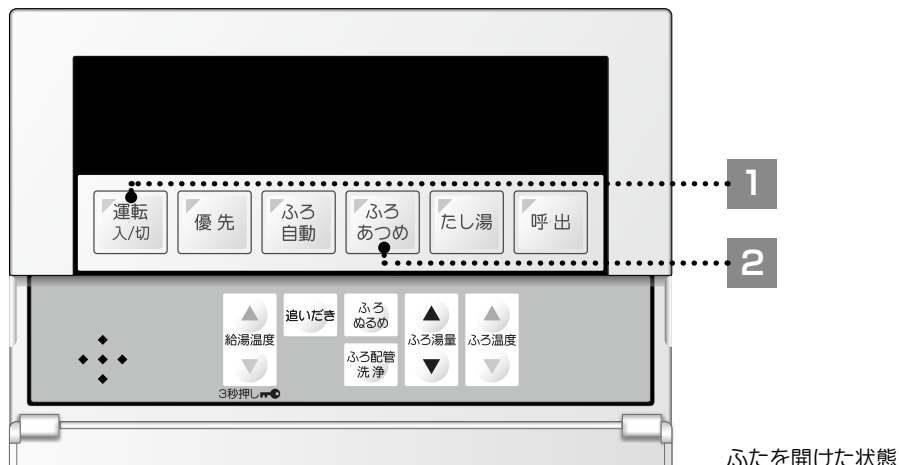 1
運転
入/切
優先
ふろ
自動
ふろ
あつめ
たし湯
呼出
2
給湯温度
3秒押し
追いだき
ふろ
ぬるめ
ふろ配管
洗浄
ふろ湯量
ふろ温度
ふたを開けた状態